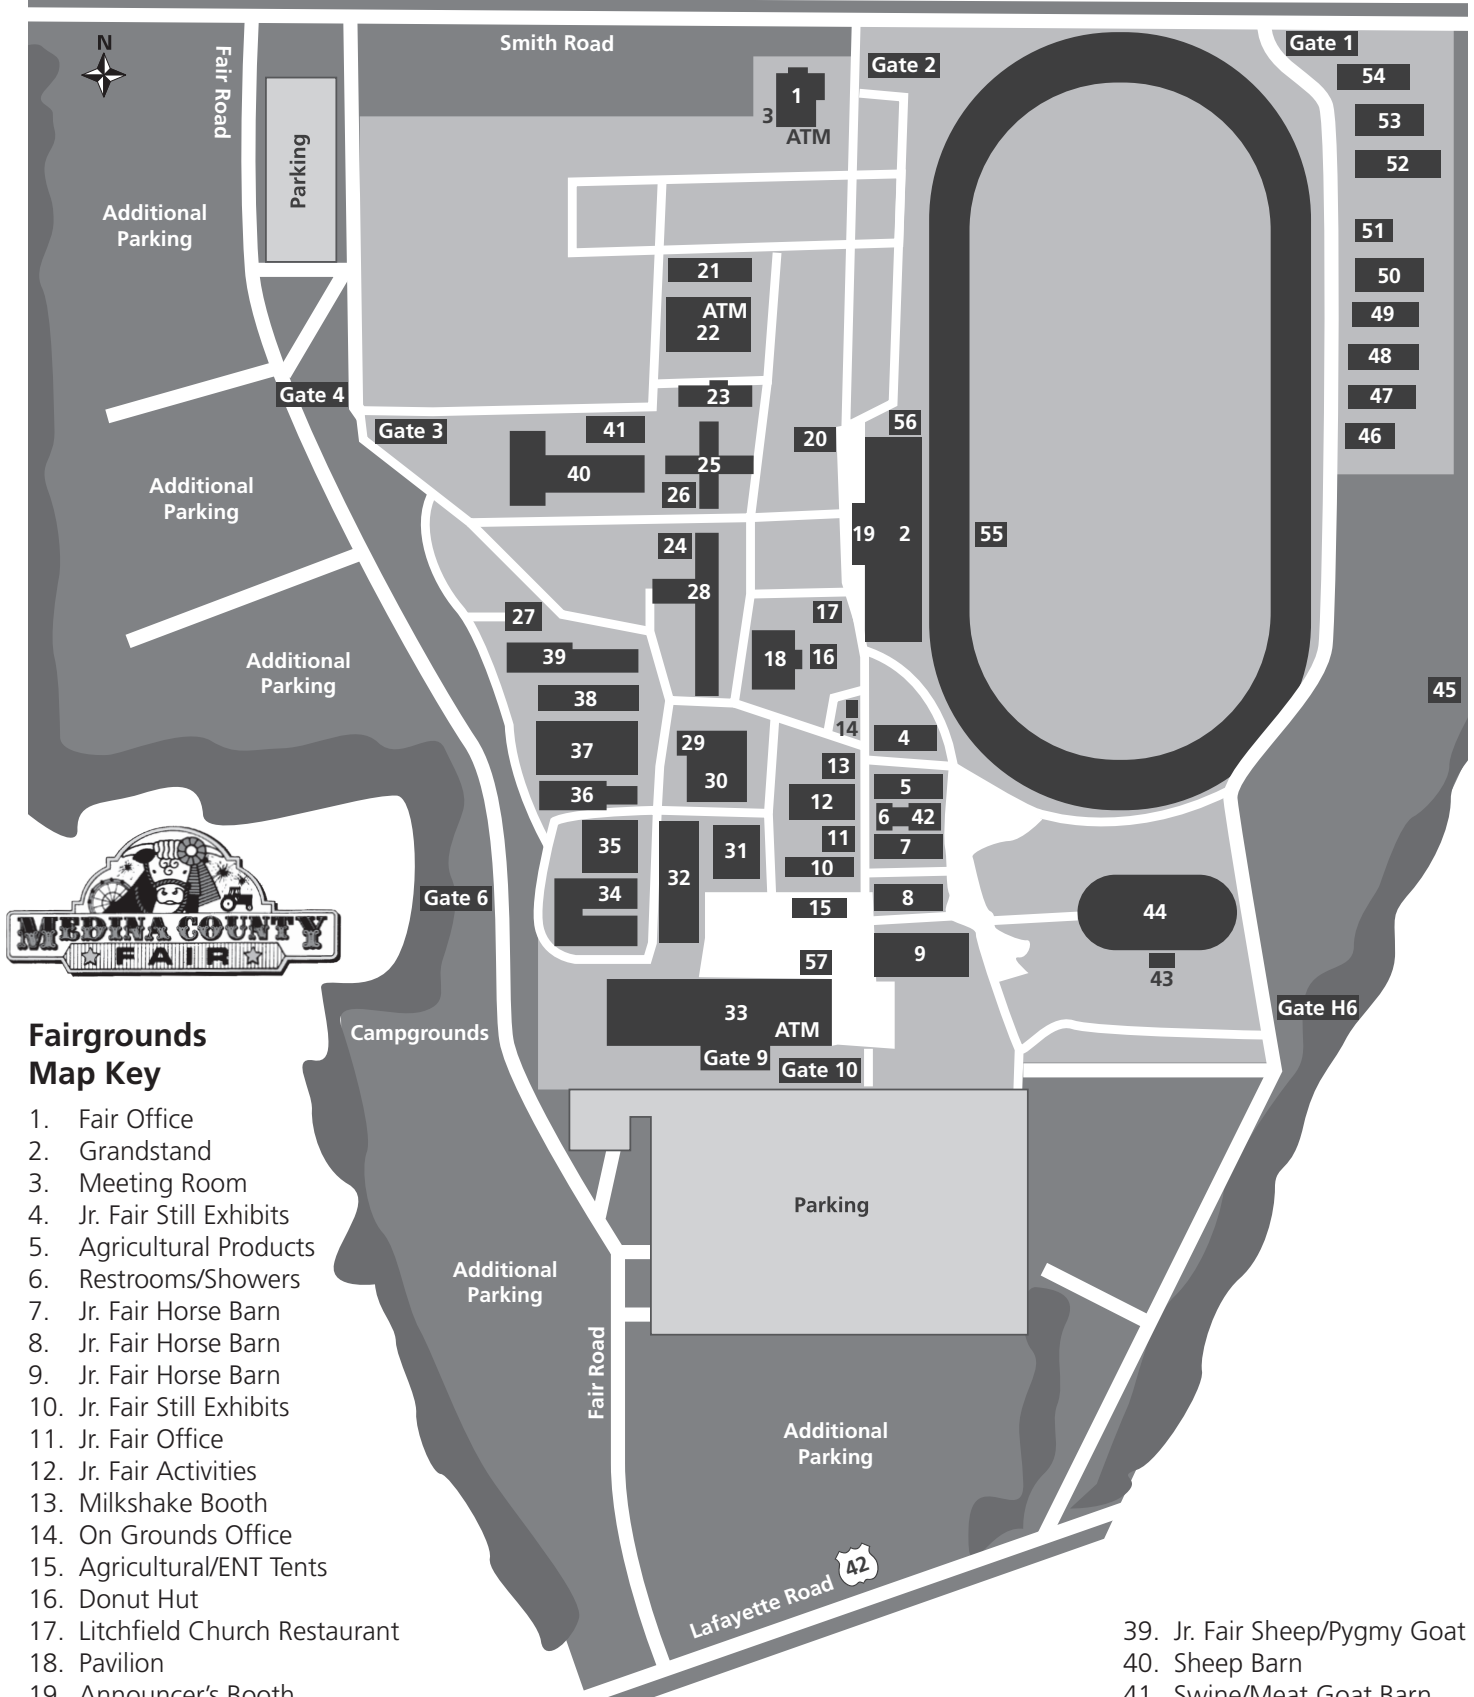 N
Fair Road
Smith Road
Gate 1
Gate 2
54
1
3
ATM
53
Parking
52
Additional
Parking
51
21
50
ATM
22
49
48
Gate 4
23
47
Gate 3
41
20
56
46
40
25
26
Additional
Parking
19
2
55
24
28
27
17
39
18
16
Additional
Parking
38
45
14
37
29
4
30
13
36
12
5
6
42
35
31
11
7
32
10
34
Gate 6
15
8
44
MEDINA COUNTY
FAIR
57
9
43
33
ATM
Gate H6
Campgrounds
Gate 9
Gate 10
Parking
Additional
Parking
Fair Road
Additional
Parking
Lafayette Road
42
Fairgrounds
Map Key
1. Fair Office
2. Grandstand
3. Meeting Room
4. Jr. Fair Still Exhibits
5. Agricultural Products
6. Restrooms/Showers
7. Jr. Fair Horse Barn
8. Jr. Fair Horse Barn
9. Jr. Fair Horse Barn
10. Jr. Fair Still Exhibits
11. Jr. Fair Office
12. Jr. Fair Activities
13. Milkshake Booth
14. On Grounds Office
15. Agricultural/ENT Tents
16. Donut Hut
17. Litchfield Church Restaurant
18. Pavilion
19. Announcer's Booth
39. Jr. Fair Sheep/Pygmy Goat
40. Sheep Barn
41. Swine/Meat Goat Barn